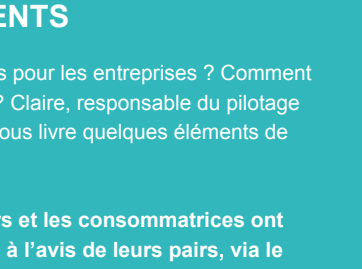 ENTS
s pour les entreprises ? Comment
? Claire, responsable du pilotage
ous livre quelques éléments de
rs et les consommatrices ont
à l'avis de leurs pairs, via le